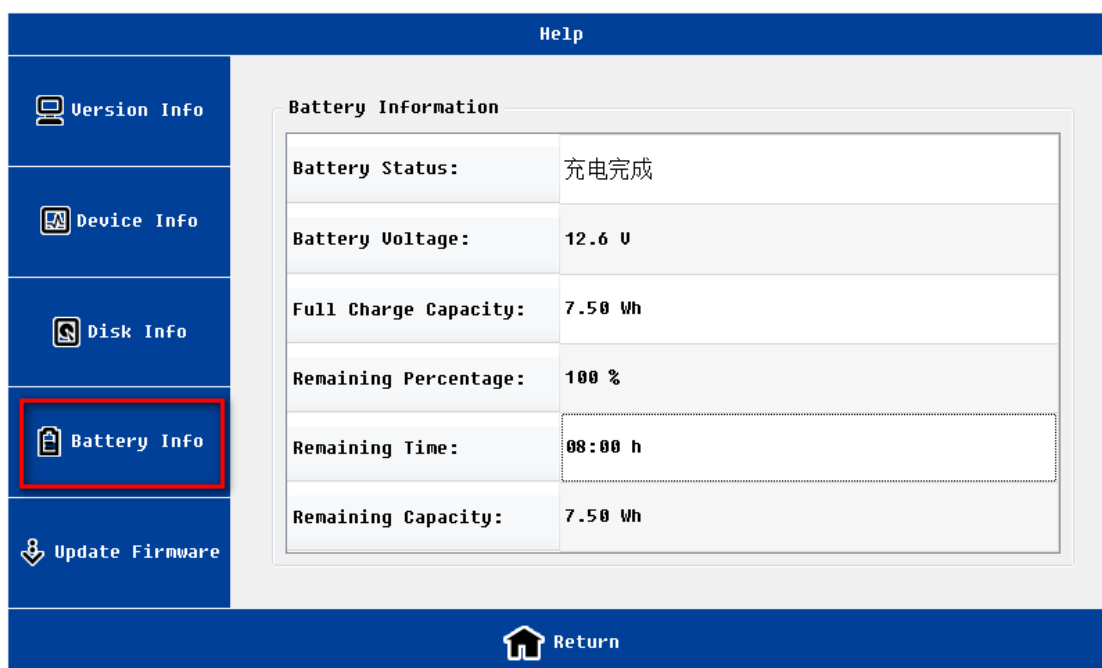 Help
Version Info
Device Info
Disk Info
Battery Info
Update Firmware
Battery Information
Battery Status: 充电完成
Battery Voltage: 12.6 V
Full Charge Capacity: 7.50 Wh
Remaining Percentage: 100 %
Remaining Time: 08:00 h
Remaining Capacity: 7.50 Wh
Return